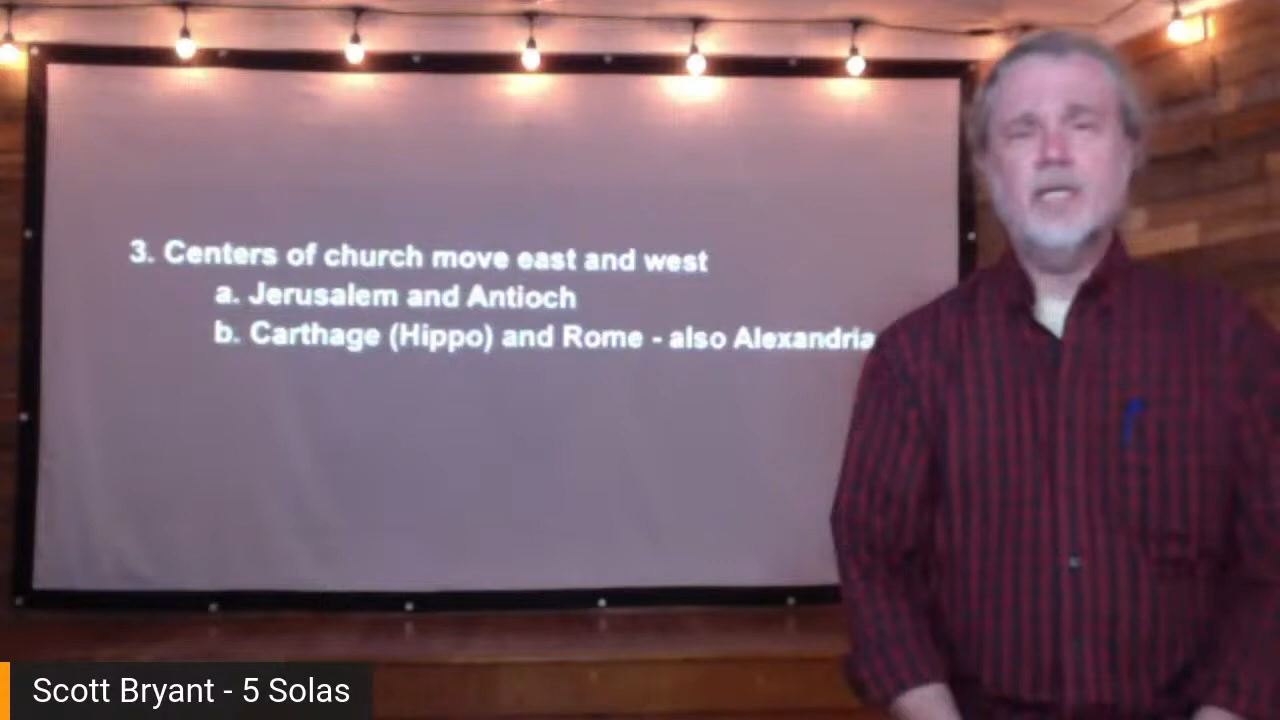 3. Centers of church move east and west
a. Jerusalem and Antioch
b. Carthage (Hippo) and Rome - also Alexandria
Scott Bryant - 5 Solas